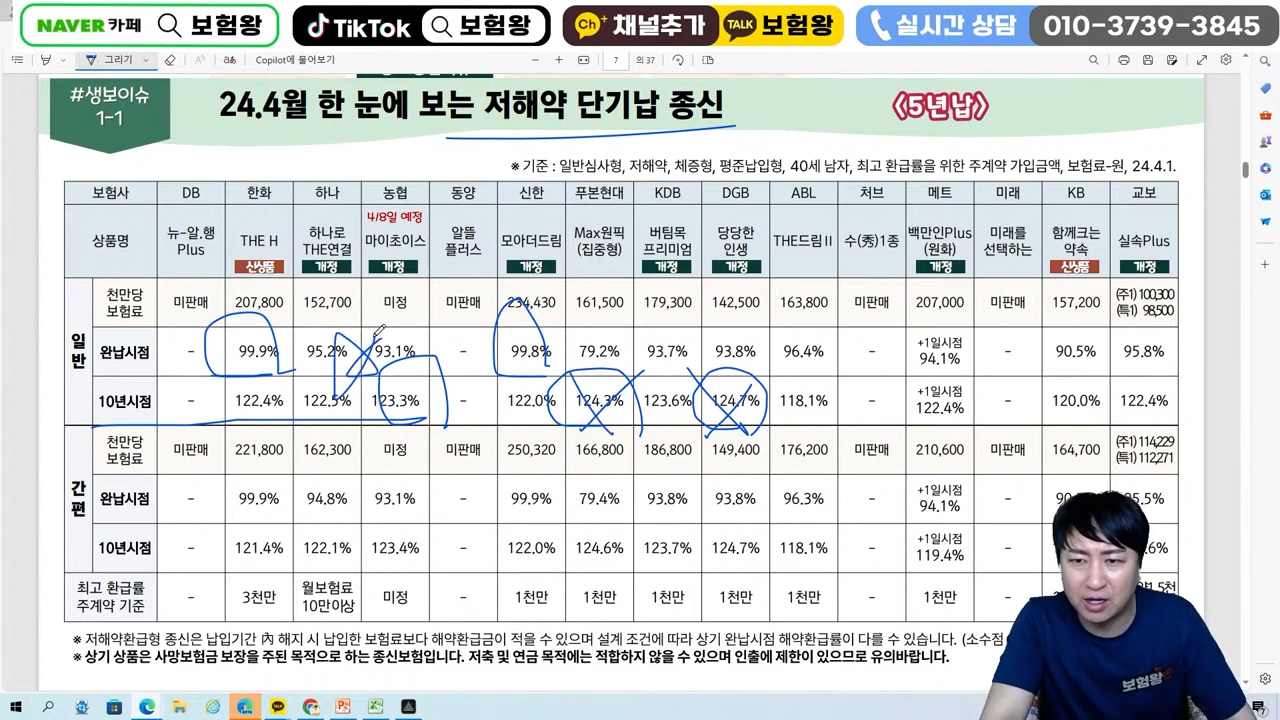 NAVER 카페 보험왕
TikTok 보험왕
Ch+ 채널추가 TALK 보험왕
실시간 상담 010-3739-3845
그리기 가あ Copilot에 물어보기 7 의 37
#생보이슈
1-1
24.4월 한 눈에 보는 저해약 단기납 종신
《5년납》
※ 기준 : 일반심사형, 저해약, 체증형, 평준납입형, 40세 남자, 최고 환급률을 위한 주계약 가입금액, 보험료-원, 24.4.1.
보험사 DB 한화 하나 농협 동양 신한 푸본현대 KDB DGB ABL 처브 메트 미래 KB 교보
상품명 뉴-알.행 Plus THE H 신상품 하나로 THE연결 개정 4/8일 예정 마이초이스 개정 알뜰 플러스 모아더드림 개정 Max원픽 (집중형) 버팀목 프리미엄 개정 당당한 인생 개정 THE드림Ⅱ 수(秀)1종 백만인Plus (원화) 개정 미래를 선택하는 함께크는 약속 신상품 실속Plus 개정
일반
천만당 보험료 미판매 207,800 152,700 미정 미판매 234,430 161,500 179,300 142,500 163,800 미판매 207,000 미판매 157,200 (주1) 100,300 (특1) 98,500
완납시점 - 99.9% 95.2% 93.1% - 99.8% 79.2% 93.7% 93.8% 96.4% - +1일시점 94.1% - 90.5% 95.8%
10년시점 - 122.4% 122.5% 123.3% - 122.0% 124.3% 123.6% 124.7% 118.1% - +1일시점 122.4% - 120.0% 122.4%
간편
천만당 보험료 미판매 221,800 162,300 미정 미판매 250,320 166,800 186,800 149,400 176,200 미판매 210,600 미판매 164,700 (주1) 114,229 (특1) 112,271
완납시점 - 99.9% 94.8% 93.1% - 99.9% 79.4% 93.8% 93.8% 96.3% - +1일시점 94.1% -
10년시점 - 121.4% 122.1% 123.4% - 122.0% 124.6% 123.7% 124.7% 118.1% - +1일시점 119.4% -
최고 환급률 주계약 기준 - 3천만 월보험료 10만이상 미정 - 1천만 1천만 1천만 1천만 1천만 - 1천만 -
※ 저해약환급형 종신은 납입기간 內 해지 시 납입한 보험료보다 해약환급금이 적을 수 있으며 설계 조건에 따라 상기 완납시점 해약환급률이 다를 수 있습니다. (소수점
※ 상기 상품은 사망보험금 보장을 주된 목적으로 하는 종신보험입니다. 저축 및 연금 목적에는 적합하지 않을 수 있으며 인출에 제한이 있으므로 유의바랍니다.
보험왕